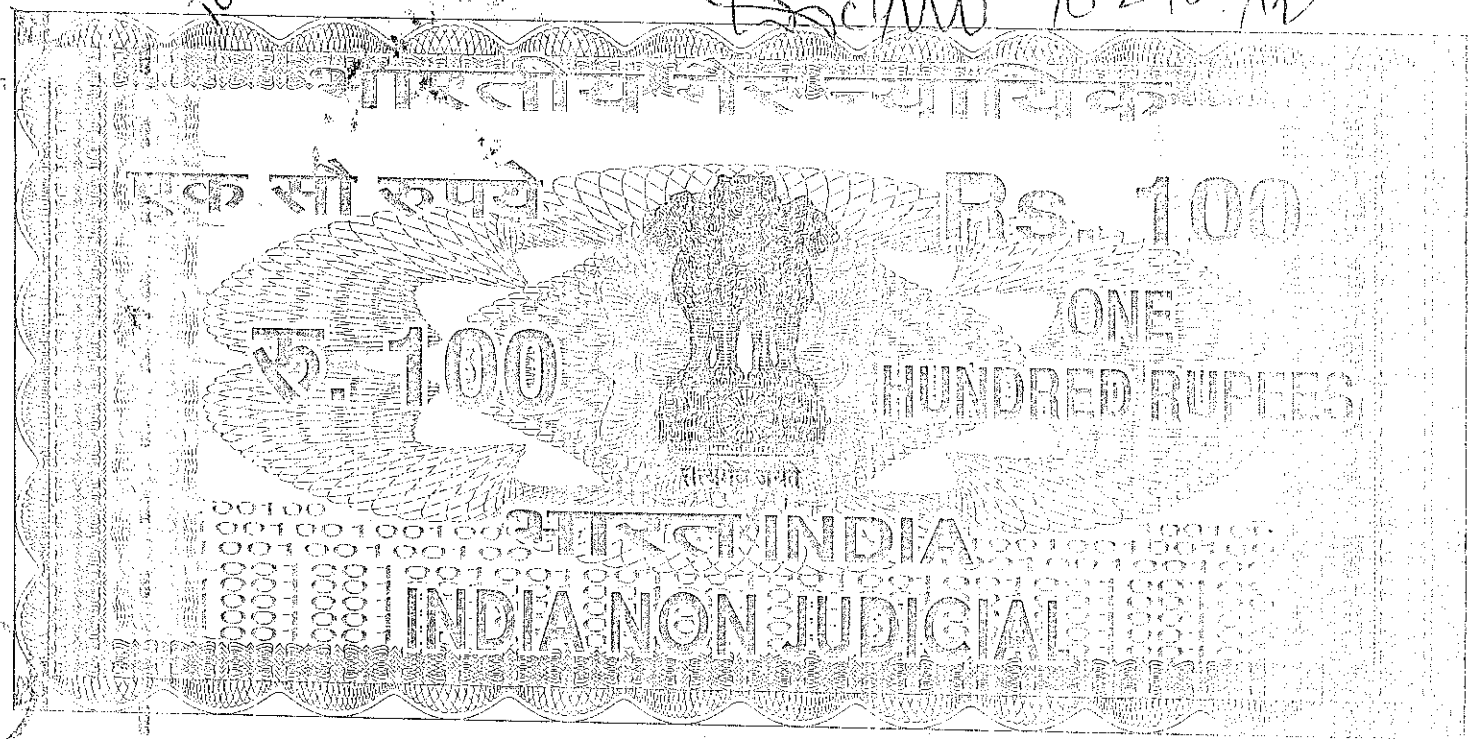 भारतीय गैर न्यायिक
एक सौ रुपये
Rs. 100
रु. 100
ONE
HUNDRED RUPEES
सत्यमेव जयते
भारत INDIA
INDIA NON JUDICIAL